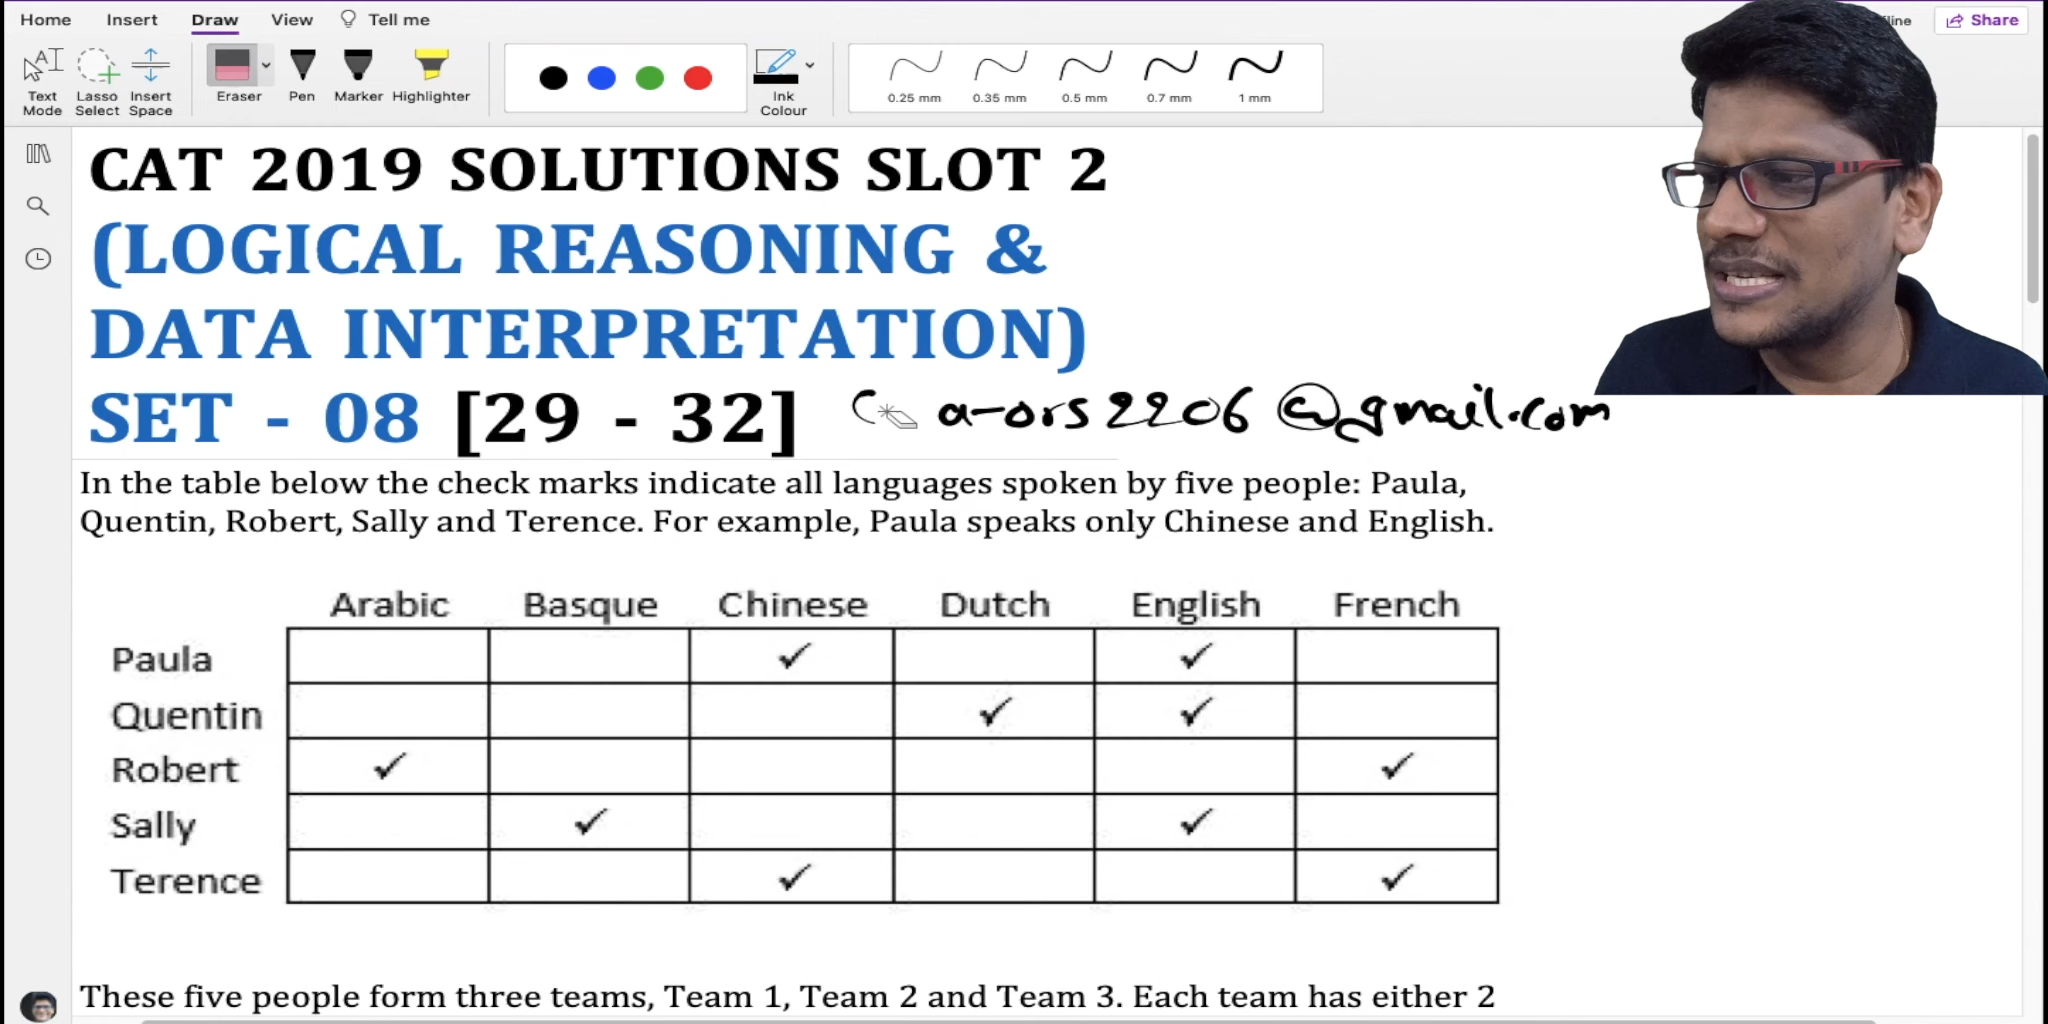 Home Insert Draw View Tell me Share
Text Mode Lasso Select Insert Space Eraser Pen Marker Highlighter Ink Colour 0.25 mm 0.35 mm 0.5 mm 0.7 mm 1 mm
CAT 2019 SOLUTIONS SLOT 2
(LOGICAL REASONING &
DATA INTERPRETATION)
SET - 08 [29 - 32] @gmail.com
In the table below the check marks indicate all languages spoken by five people: Paula,
Quentin, Robert, Sally and Terence. For example, Paula speaks only Chinese and English.
Arabic Basque Chinese Dutch English French
Paula ✓ ✓
Quentin ✓ ✓
Robert ✓ ✓
Sally ✓ ✓
Terence ✓ ✓
These five people form three teams, Team 1, Team 2 and Team 3. Each team has either 2